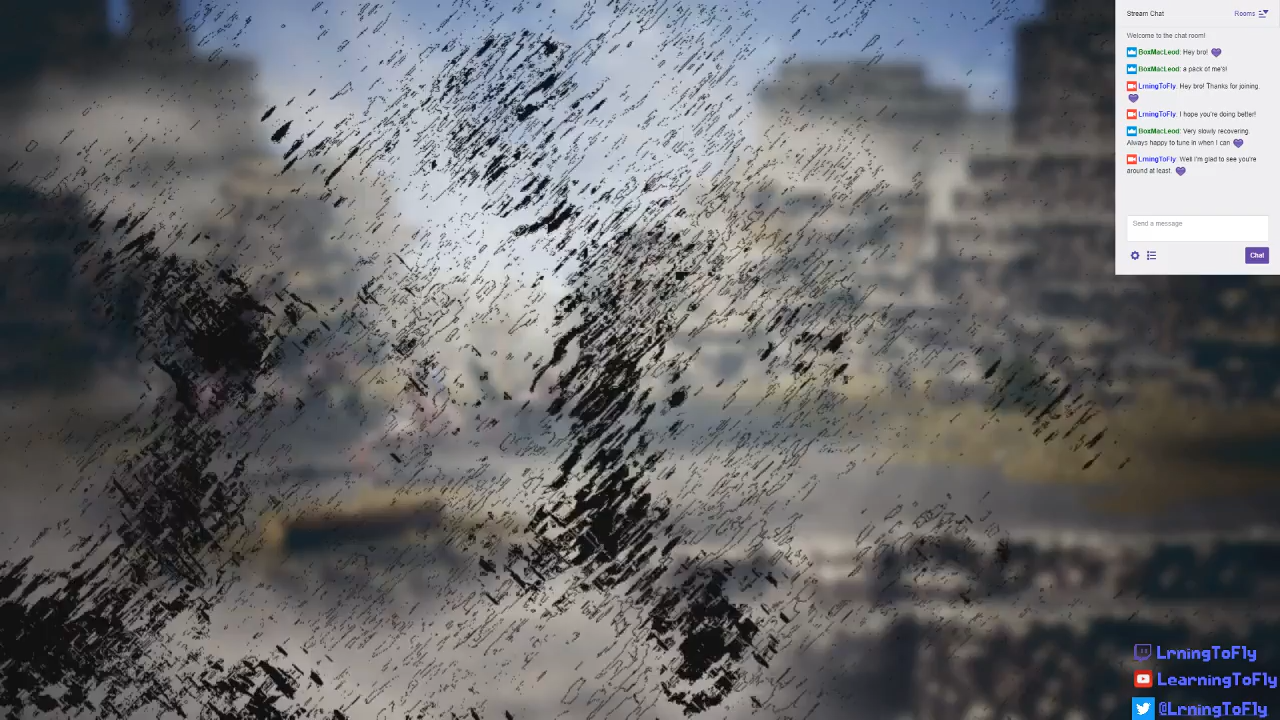 Stream Chat
Rooms
Welcome to the chat room!
BoxMacLeod: Hey bro!
BoxMacLeod: a pack of me's!
LrningToFly: Hey bro! Thanks for joining.
LrningToFly: I hope you're doing better!
BoxMacLeod: Very slowly recovering.
Always happy to tune in when I can
LrningToFly: Well I'm glad to see you're
around at least.
Send a message
Chat
LrningToFly
LearningToFly
@LrningToFly